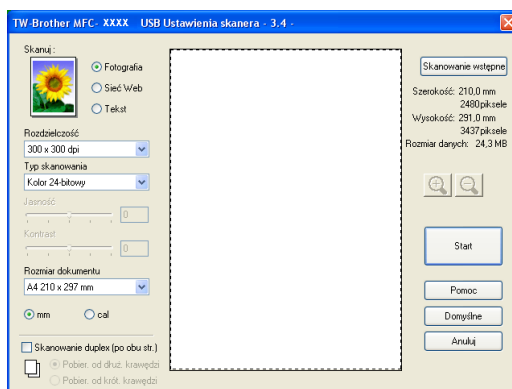 TW-Brother MFC- XXXX USB Ustawienia skanera - 3.4 -
Skanuj :
Fotografia
Sieć Web
Tekst
Rozdzielczość
300 x 300 dpi
Typ skanowania
Kolor 24-bitowy
Jasność
0
Kontrast
0
Rozmiar dokumentu
A4 210 x 297 mm
mm
cal
Skanowanie duplex (po obu str.)
Pobier. od dłuż. krawędzi
Pobier. od krót. krawędzi
Skanowanie wstępne
Szerokość: 210,0 mm
2480piksele
Wysokość: 291,0 mm
3437piksele
Rozmiar danych: 24,3 MB
Start
Pomoc
Domyślne
Anuluj